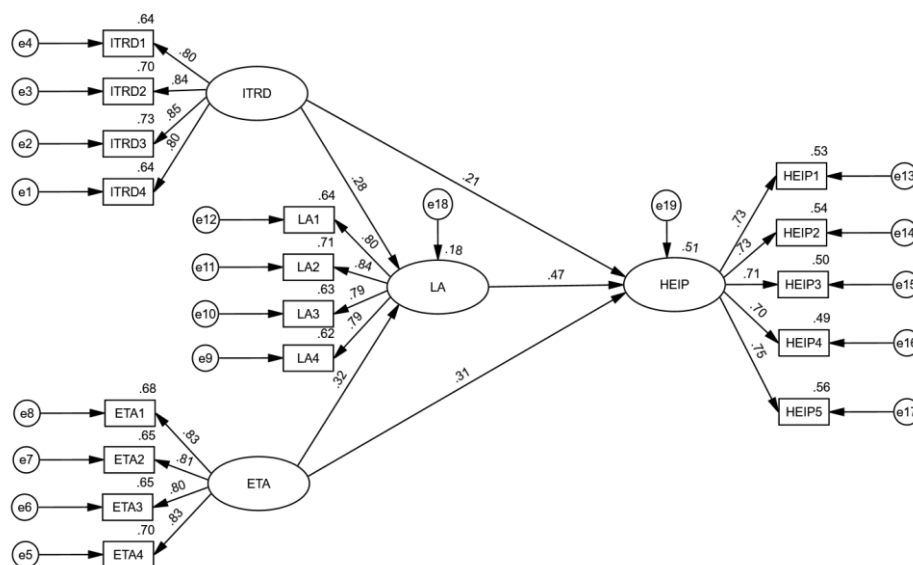 .64
e4
ITRD1
.80
.70
e3
ITRD2
.84
ITRD
.73
.85
e2
ITRD3
.80
.64
e1
ITRD4
.28
.21
.64
e12
LA1
.80
e18
.18
.71
e11
LA2
.84
LA
.47
.63
e10
LA3
.79
.62
e9
LA4
.79
.32
.31
e19
.51
HEIP
.53
HEIP1
e13
.73
.54
HEIP2
e14
.73
.50
HEIP3
e15
.71
.49
HEIP4
e16
.70
.56
HEIP5
e17
.75
.68
e8
ETA1
.83
.65
e7
ETA2
.81
ETA
.65
e6
ETA3
.80
.70
e5
ETA4
.83